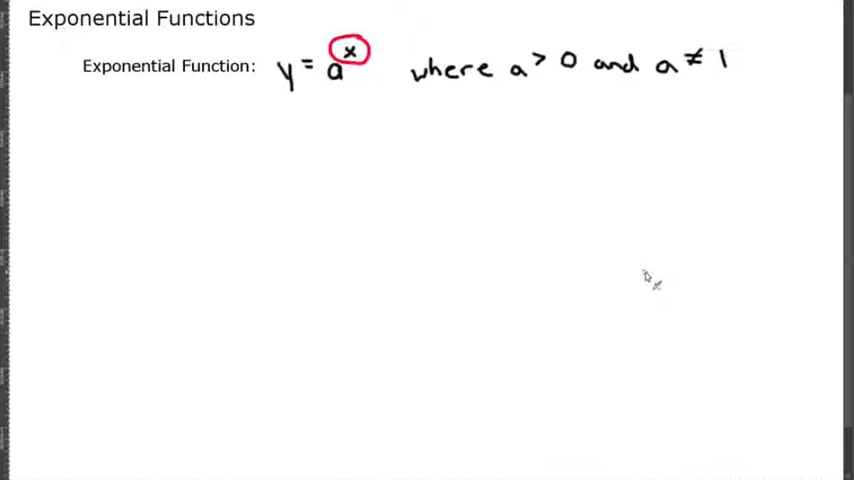 Exponential Functions
Exponential Function: y = a^x where a > 0 and a ≠ 1